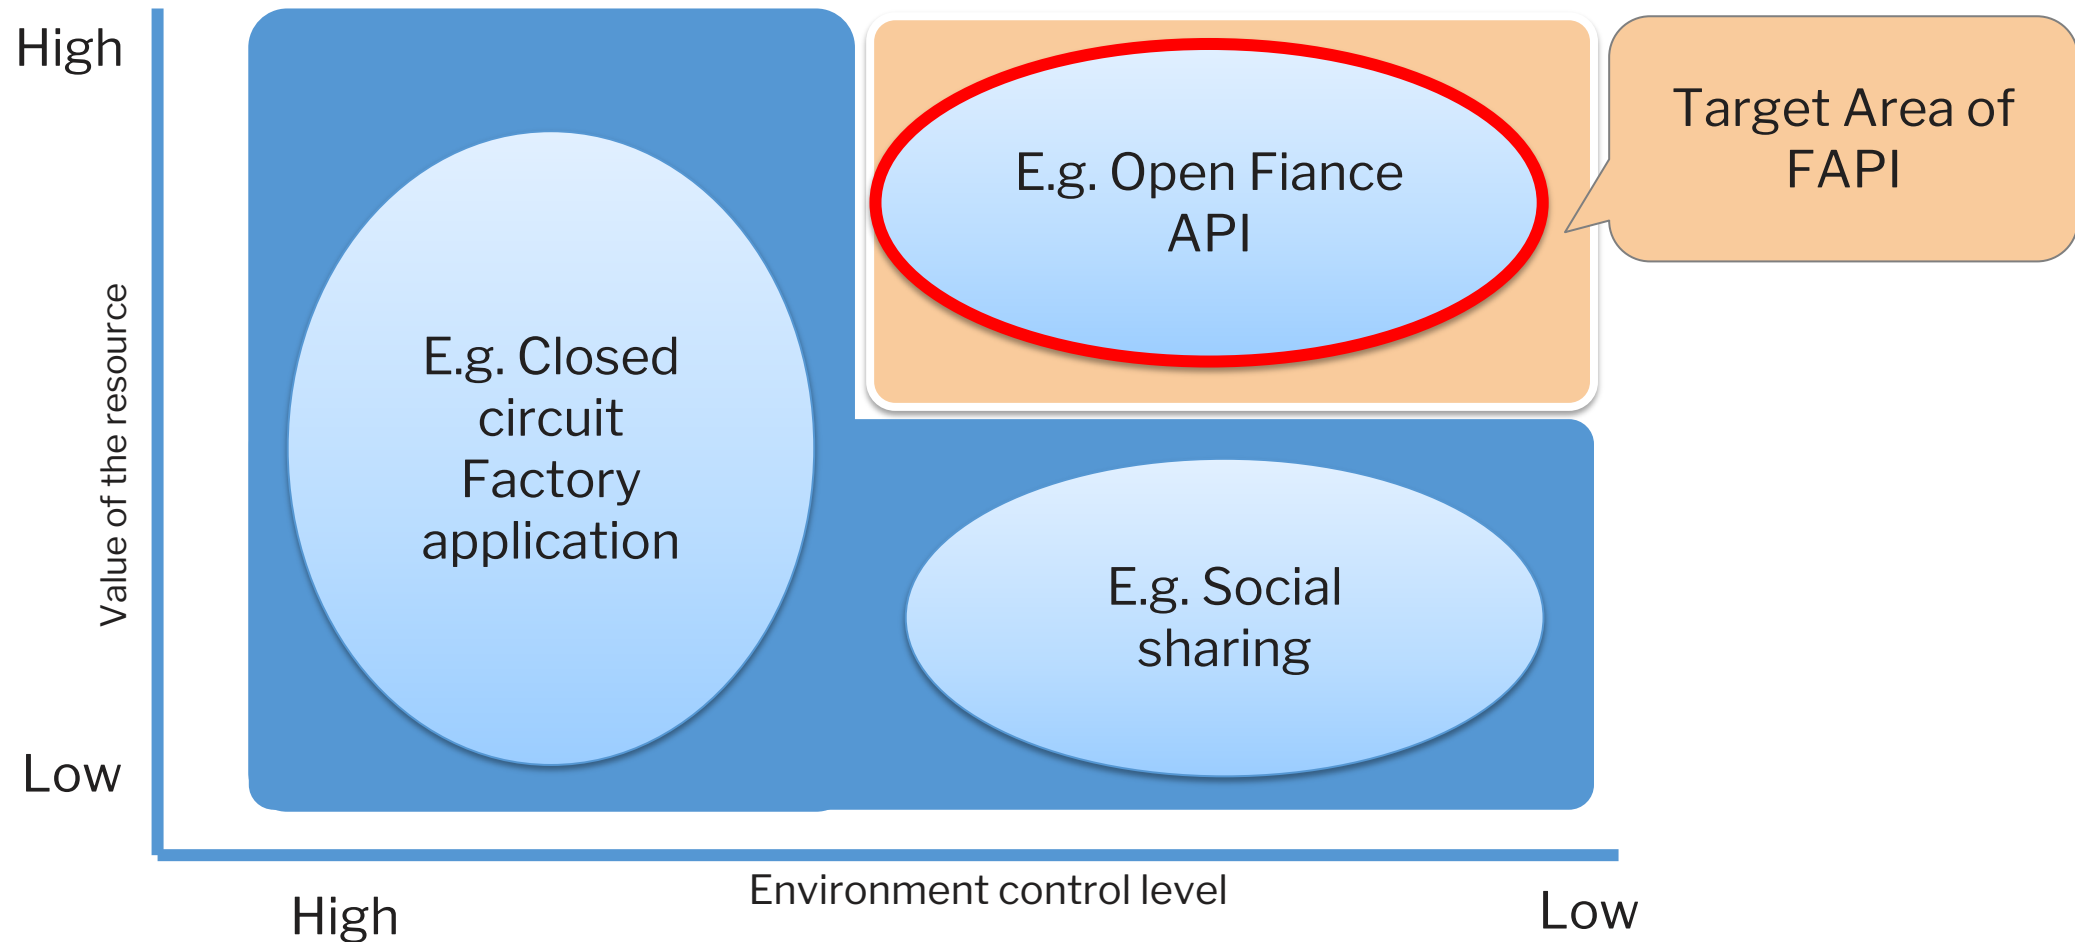 High
Target Area of
FAPI
E.g. Open Fiance
API
Value of the resource
E.g. Closed
circuit
Factory
application
E.g. Social
sharing
Low
Environment control level
High
Low